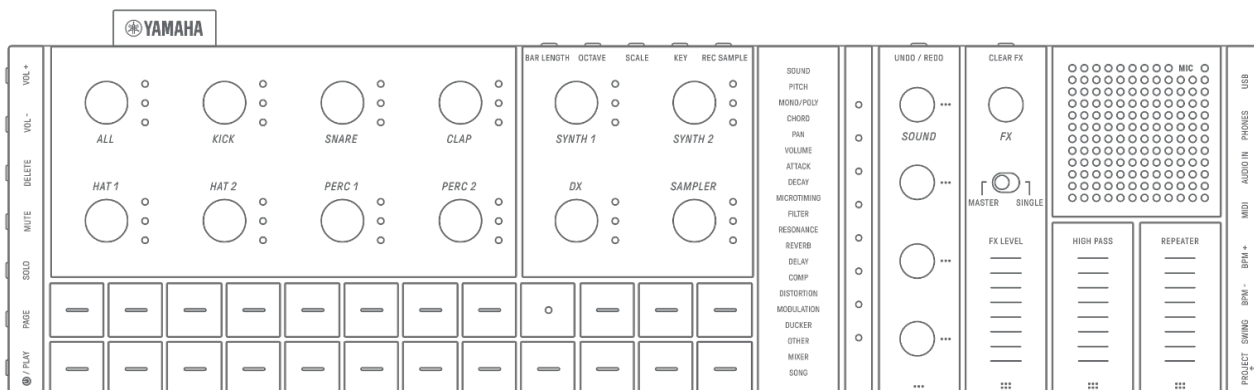 YAMAHA
BAR LENGTH OCTAVE SCALE KEY REC SAMPLE
UNDO / REDO
CLEAR FX
MIC
VOL +
VOL -
DELETE
MUTE
SOLO
PAGE
/ PLAY
ALL KICK SNARE CLAP SYNTH 1 SYNTH 2
HAT 1 HAT 2 PERC 1 PERC 2 DX SAMPLER
SOUND
PITCH
MONO/POLY
CHORD
PAN
VOLUME
ATTACK
DECAY
MICROTIMING
FILTER
RESONANCE
REVERB
DELAY
COMP
DISTORTION
MODULATION
DUCKER
OTHER
MIXER
SONG
SOUND
FX
MASTER SINGLE
FX LEVEL
HIGH PASS
REPEATER
USB
PHONES
AUDIO IN
MIDI
BPM +
BPM -
SWING
PROJECT